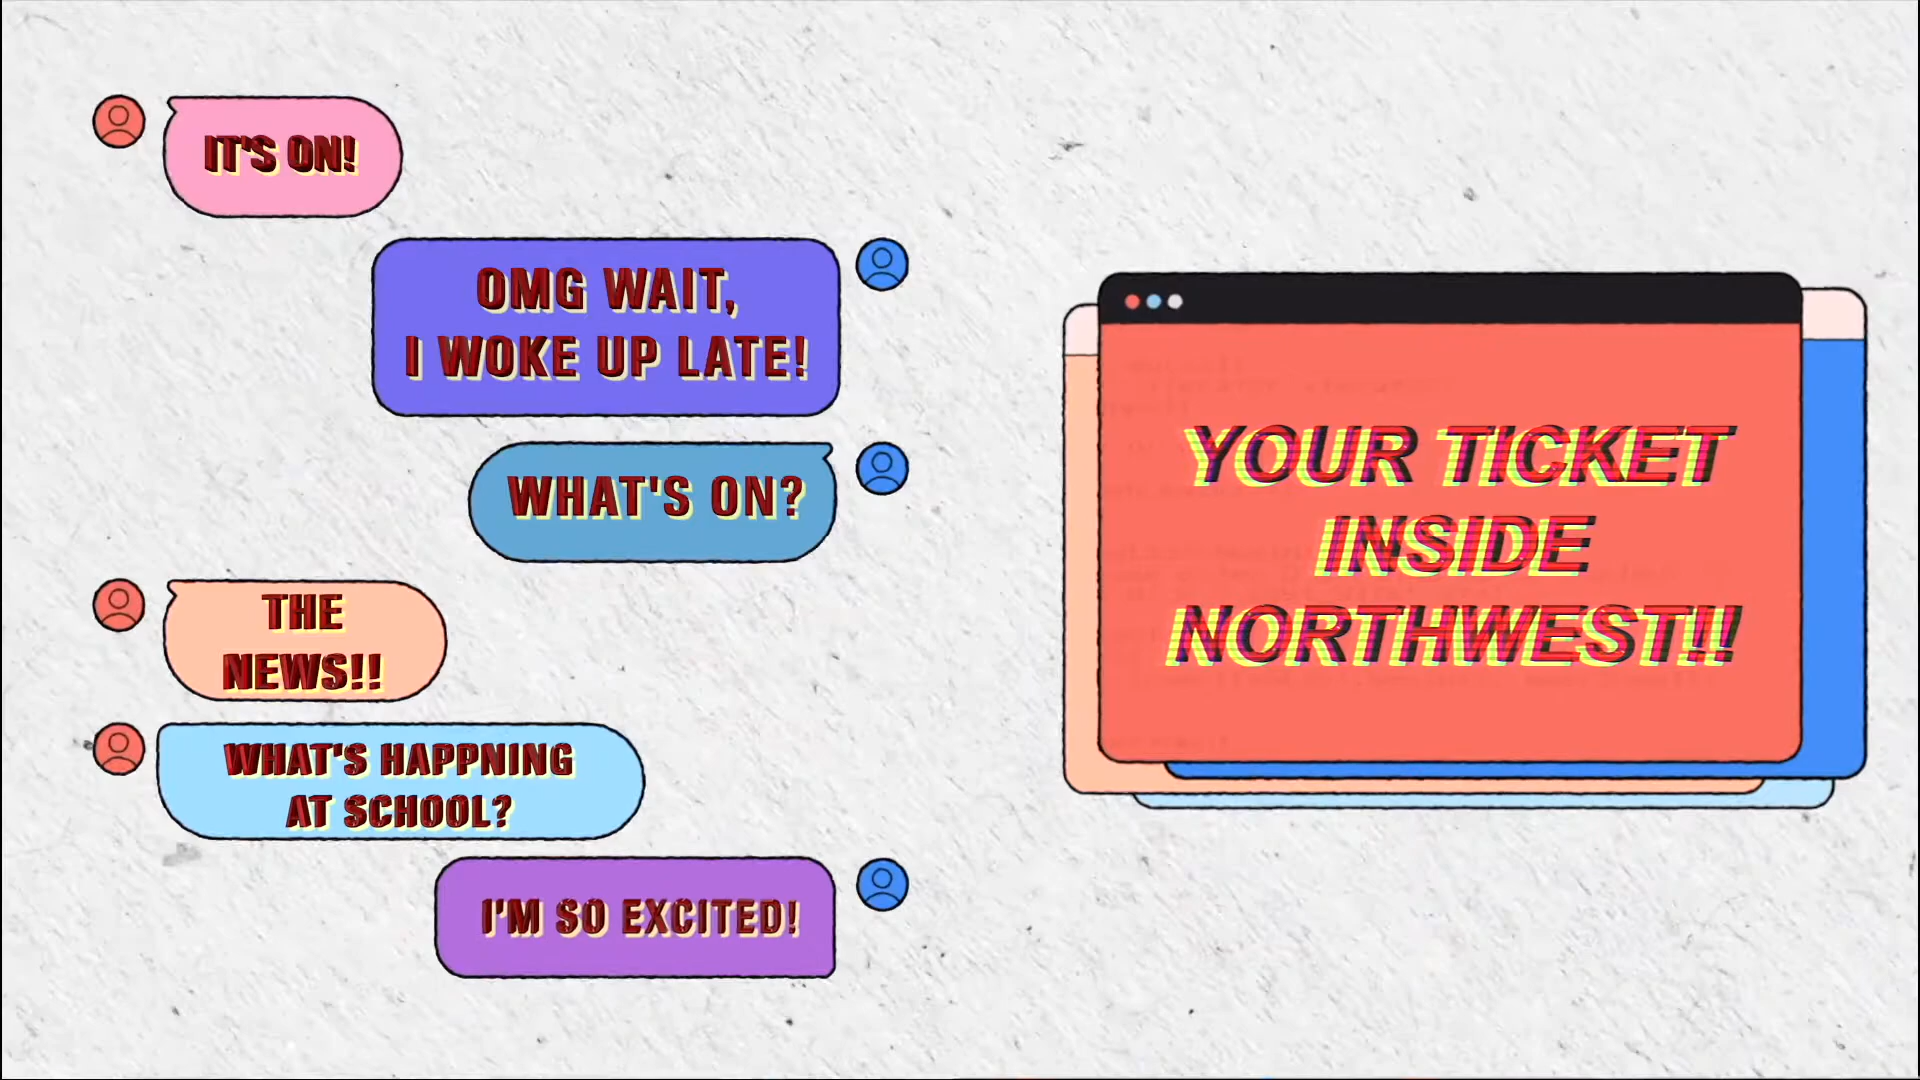 IT'S ON!
OMG WAIT,
I WOKE UP LATE!
WHAT'S ON?
THE
NEWS!!
WHAT'S HAPPNING
AT SCHOOL?
I'M SO EXCITED!
YOUR TICKET
INSIDE
NORTHWEST!!